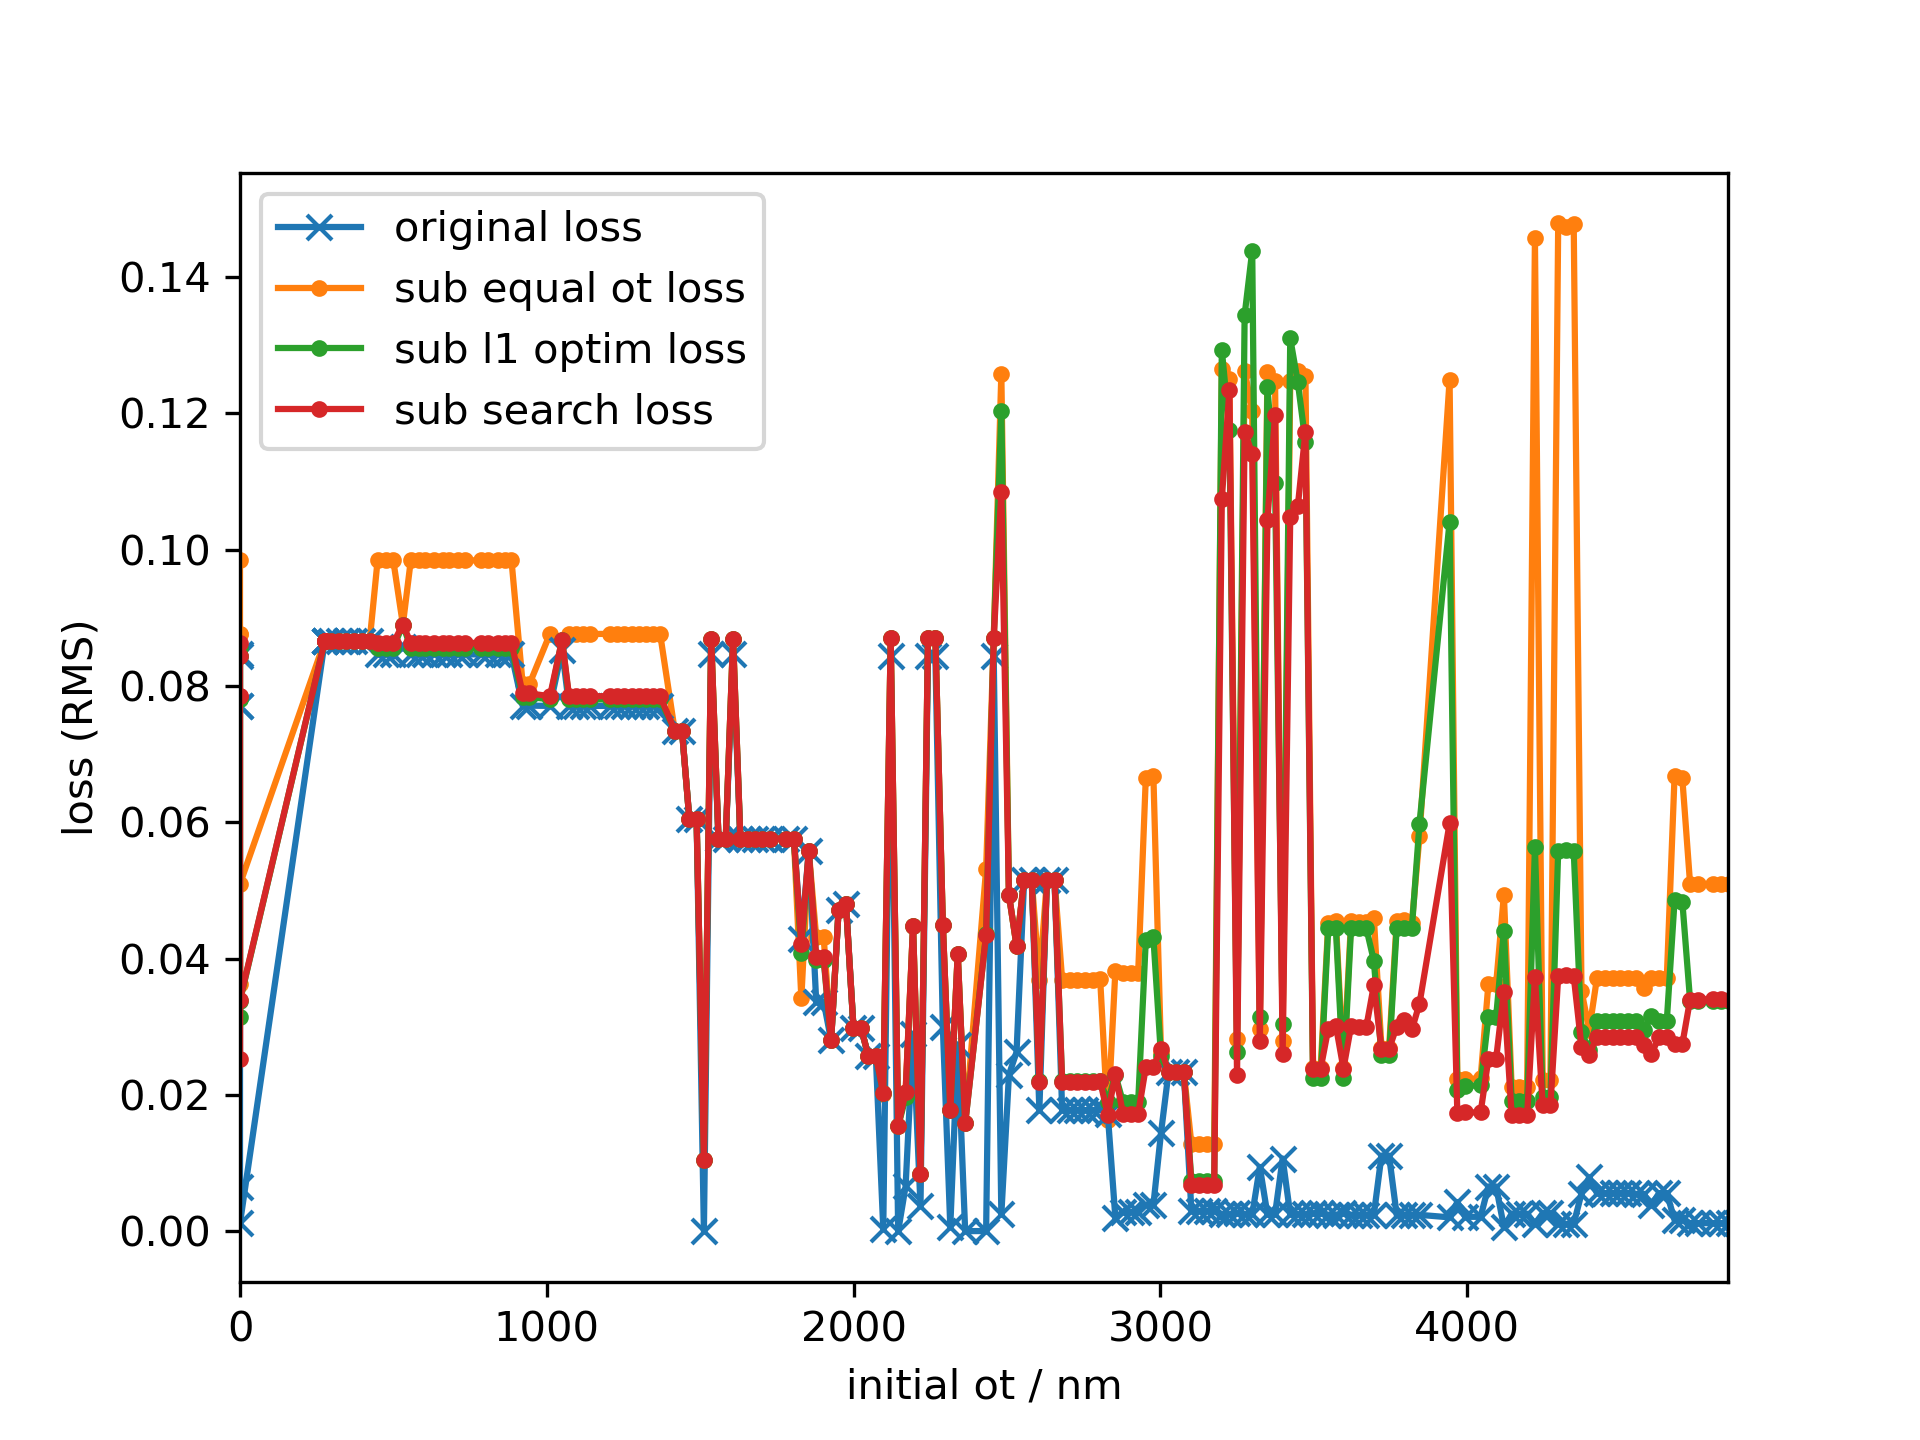 original loss
sub equal ot loss
sub l1 optim loss
sub search loss
0.14
0.12
0.10
0.08
0.06
0.04
0.02
0.00
loss (RMS)
0 1000 2000 3000 4000
initial ot / nm